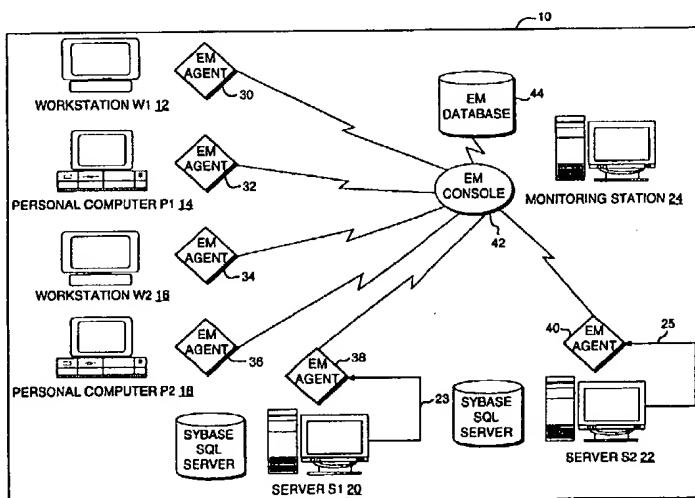 10
EM
AGENT
30
WORKSTATION W1 12
EM
DATABASE
44
EM
AGENT
32
PERSONAL COMPUTER P1 14
EM
CONSOLE
42
MONITORING STATION 24
EM
AGENT
34
WORKSTATION W2 16
EM
AGENT
36
PERSONAL COMPUTER P2 18
EM
AGENT
38
23
SYBASE
SQL
SERVER
SERVER S1 20
40
EM
AGENT
25
SYBASE
SQL
SERVER
SERVER S2 22